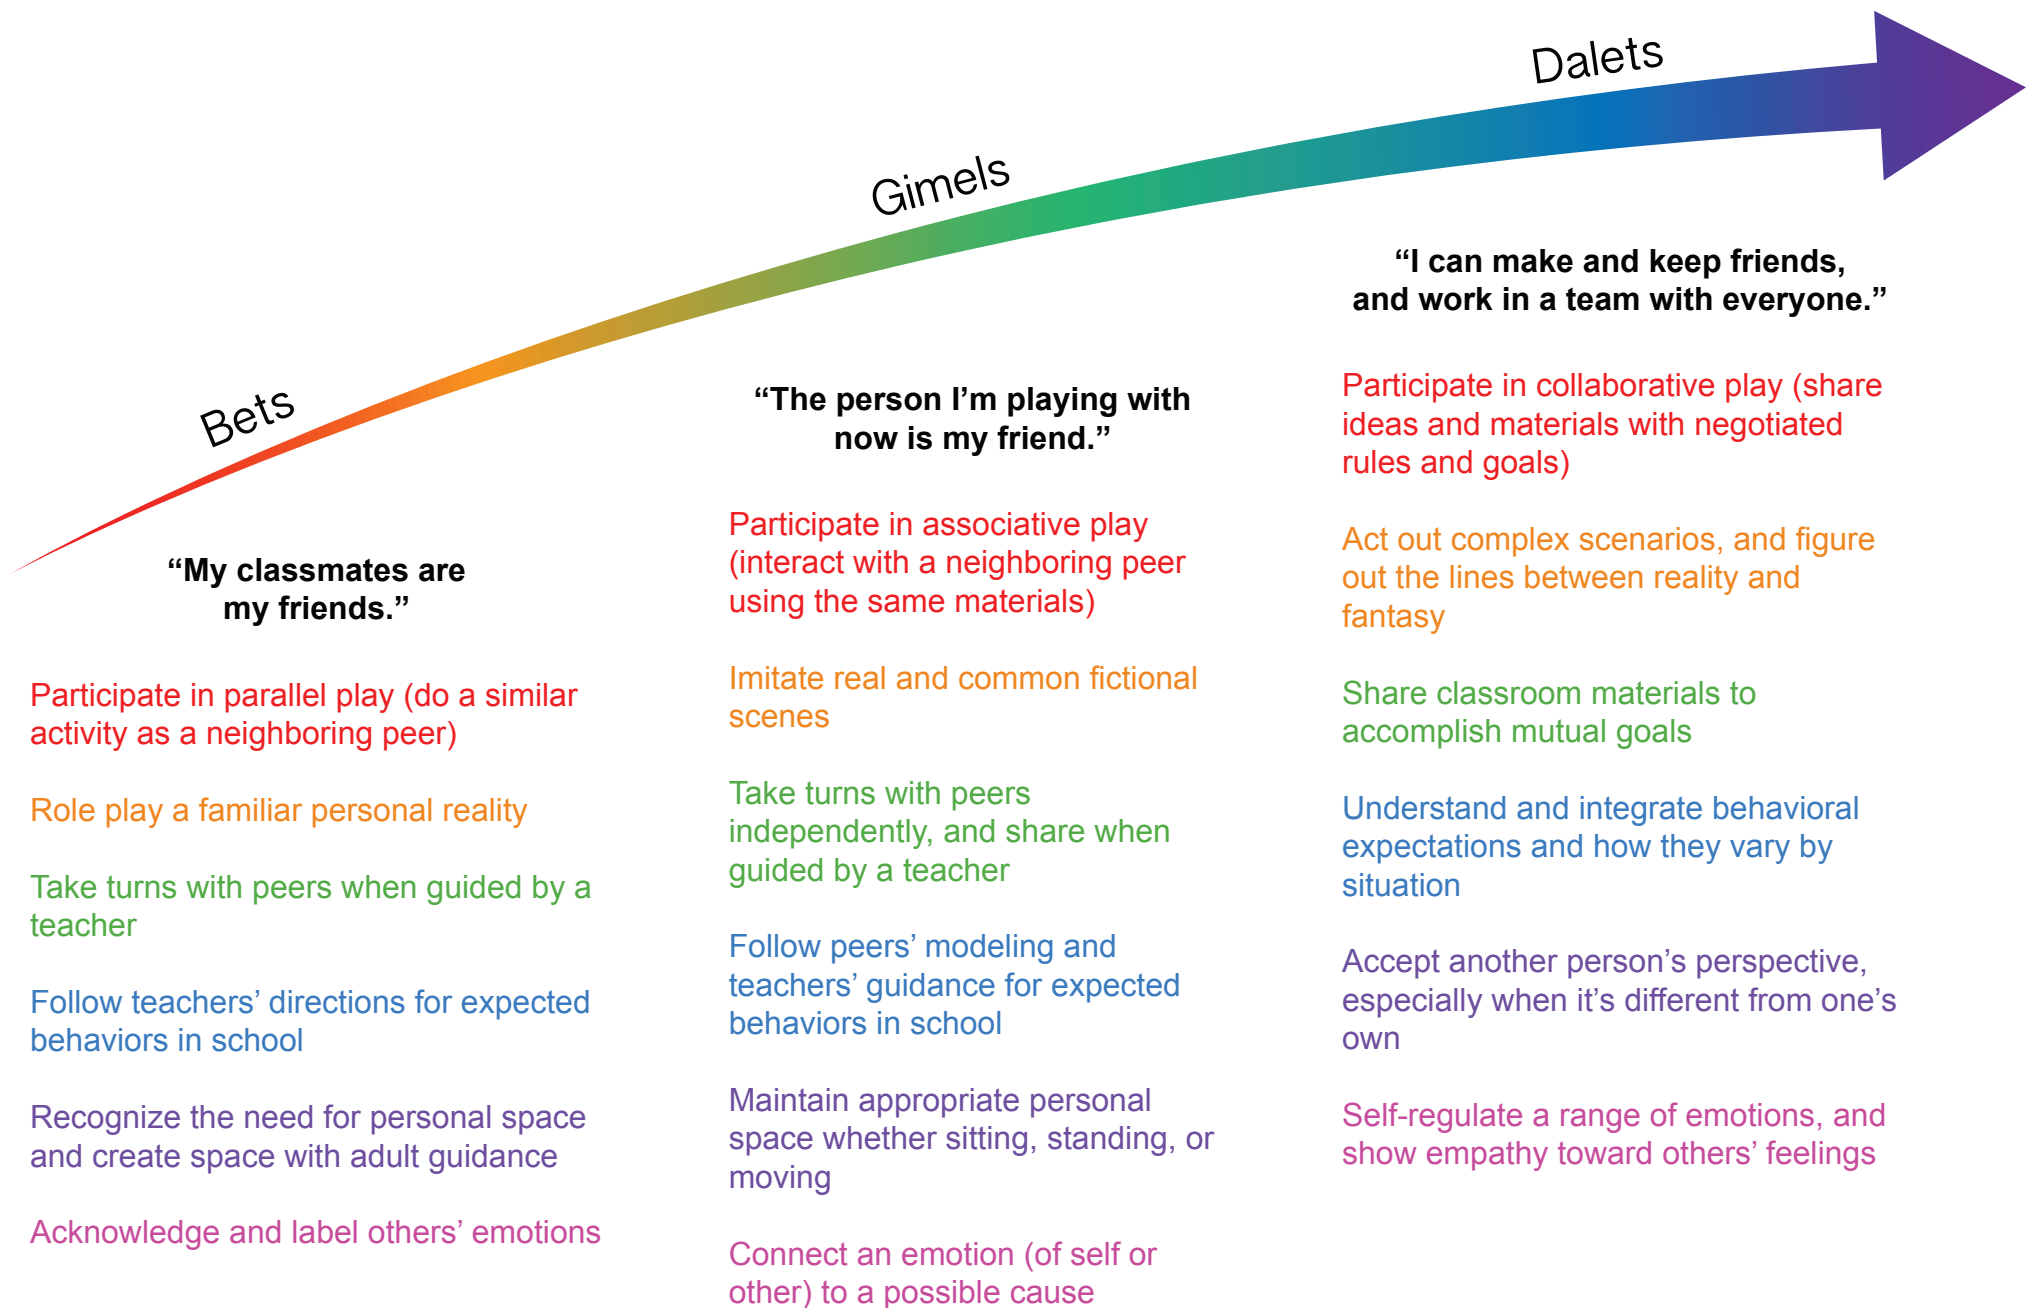 Bets
“My classmates are
my friends.”
Participate in parallel play (do a similar
activity as a neighboring peer)
Role play a familiar personal reality
Take turns with peers when guided by a
teacher
Follow teachers’ directions for expected
behaviors in school
Recognize the need for personal space
and create space with adult guidance
Acknowledge and label others’ emotions
Gimels
“The person I’m playing with
now is my friend.”
Participate in associative play
(interact with a neighboring peer
using the same materials)
Imitate real and common fictional
scenes
Take turns with peers
independently, and share when
guided by a teacher
Follow peers’ modeling and
teachers’ guidance for expected
behaviors in school
Maintain appropriate personal
space whether sitting, standing, or
moving
Connect an emotion (of self or
other) to a possible cause
Dalets
“I can make and keep friends,
and work in a team with everyone.”
Participate in collaborative play (share
ideas and materials with negotiated
rules and goals)
Act out complex scenarios, and figure
out the lines between reality and
fantasy
Share classroom materials to
accomplish mutual goals
Understand and integrate behavioral
expectations and how they vary by
situation
Accept another person’s perspective,
especially when it’s different from one’s
own
Self-regulate a range of emotions, and
show empathy toward others’ feelings